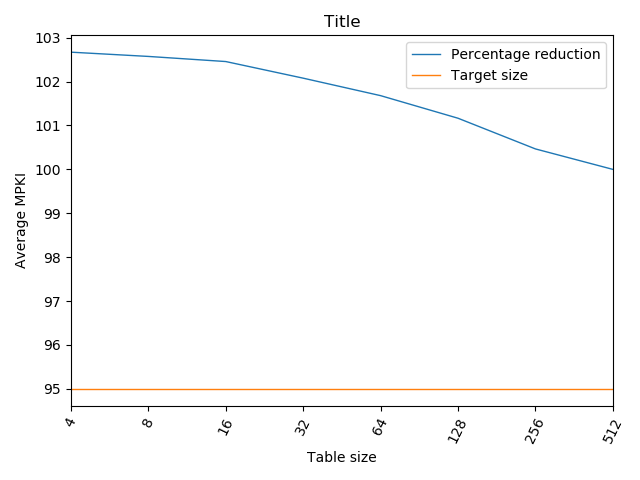 Title
Percentage reduction
Target size
Average MPKI
103
102
101
100
99
98
97
96
95
4 8 16 32 64 128 256 512
Table size